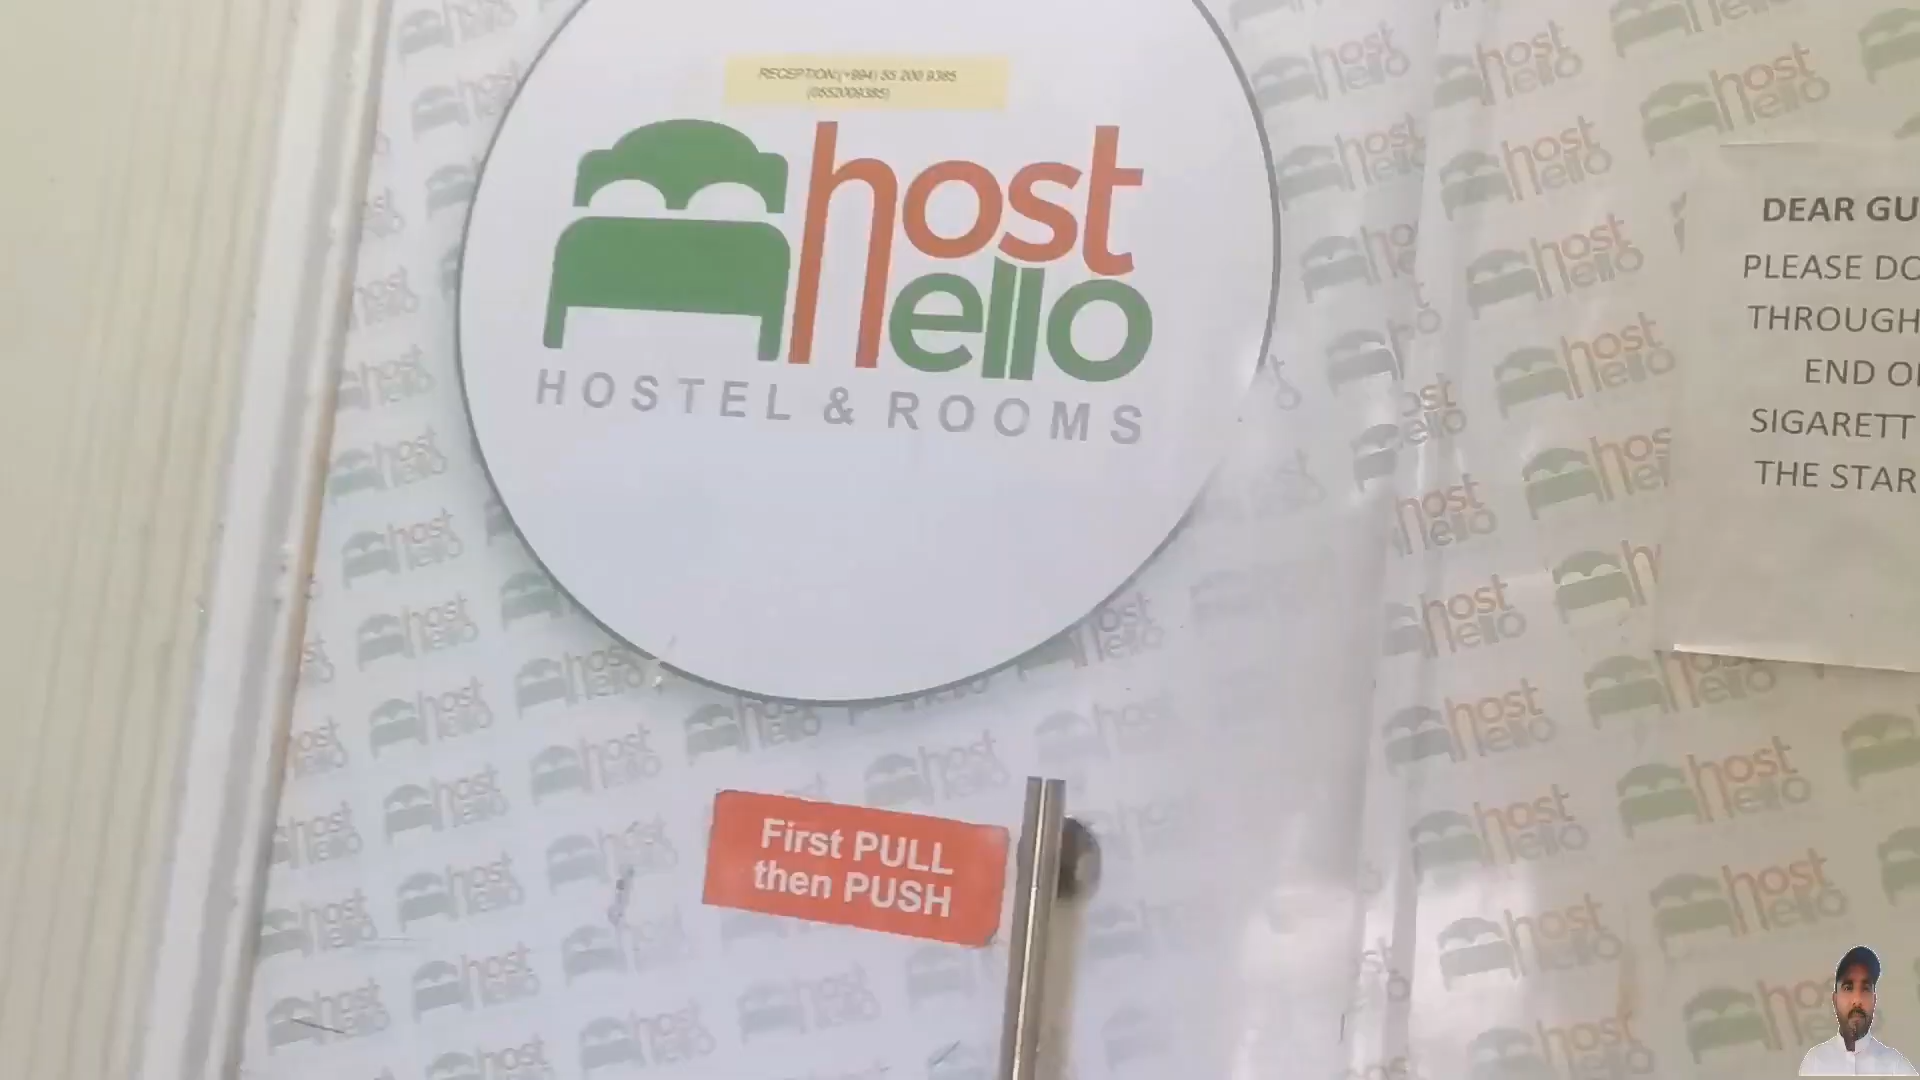 RECEPTION:(+994) 55 200 9385
(0552009385)
host
ello
HOSTEL & ROOMS
First PULL
then PUSH
DEAR GU
PLEASE DO
THROUGH
END O
SIGARETT
THE STAR